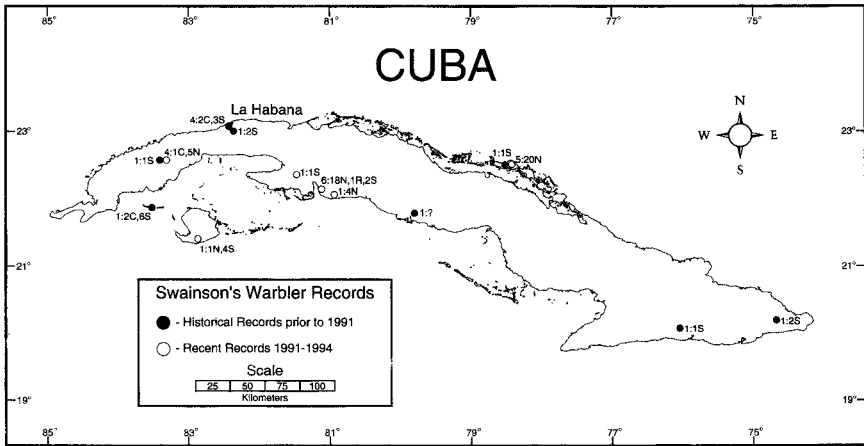 85° 83° 81° 79° 77° 75°
CUBA
La Habana
4:2C,3S
1:2S
N
W E
S
23° 23°
1:1S 4:1C,5N
1:1S
5:20N
1:1S
6:18N,1R,2S
1:4N
1:2C,6S
1:?
1:1N,4S
21° 21°
Swainson's Warbler Records
- Historical Records prior to 1991
- Recent Records 1991-1994
Scale
25 50 75 100
Kilometers
1:1S
1:2S
19° 19°
85° 83° 81° 79° 77° 75°